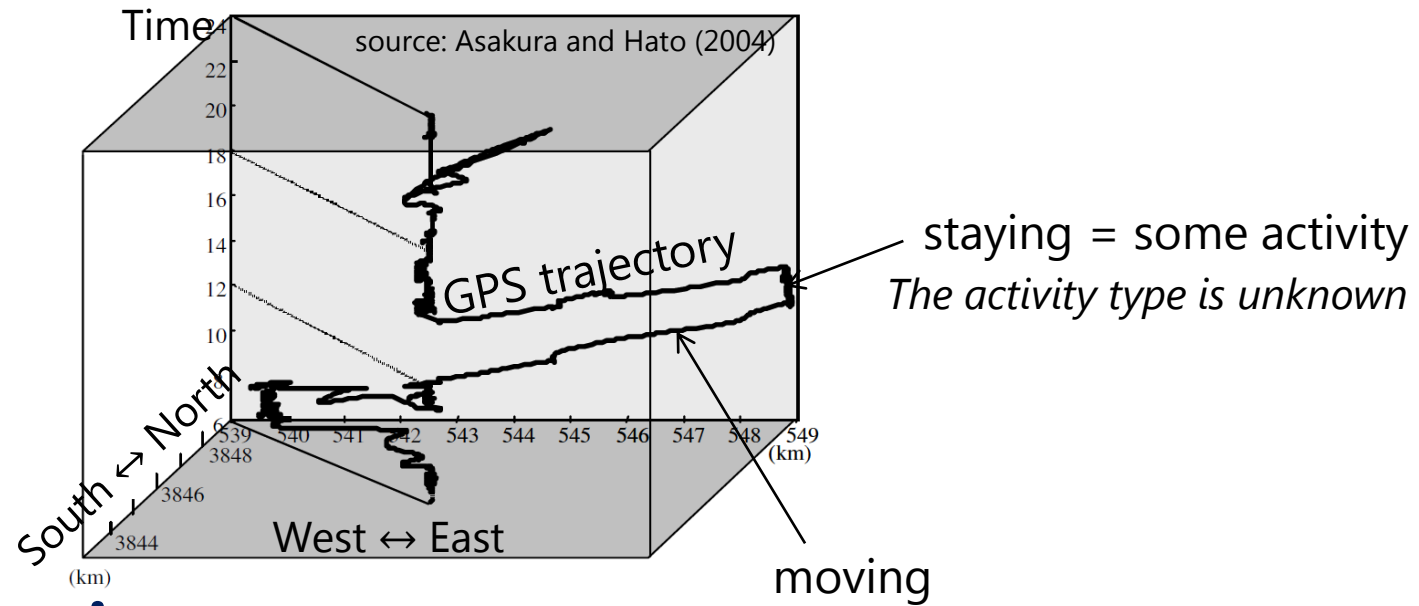 Time
source: Asakura and Hato (2004)
24
22
20
18
16
14
12
10
8
6
GPS trajectory
staying = some activity
The activity type is unknown
539 540 541 542 543 544 545 546 547 548 549
(km)
3848
3846
3844
(km)
South ↔ North
West ↔ East
moving